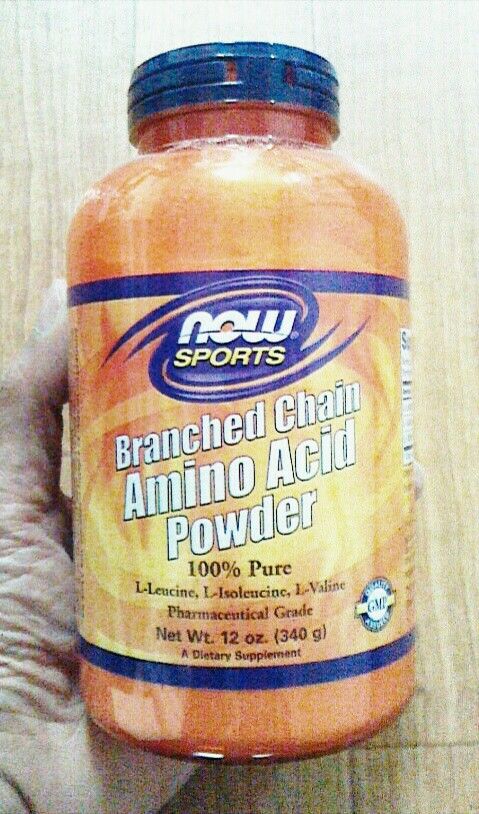 NOW
SPORTS
Branched Chain
Amino Acid
Powder
100% Pure
L-Leucine, L-Isoleucine, L-Valine
Pharmaceutical Grade
Net Wt. 12 oz. (340 g)
A Dietary Supplement
GMP